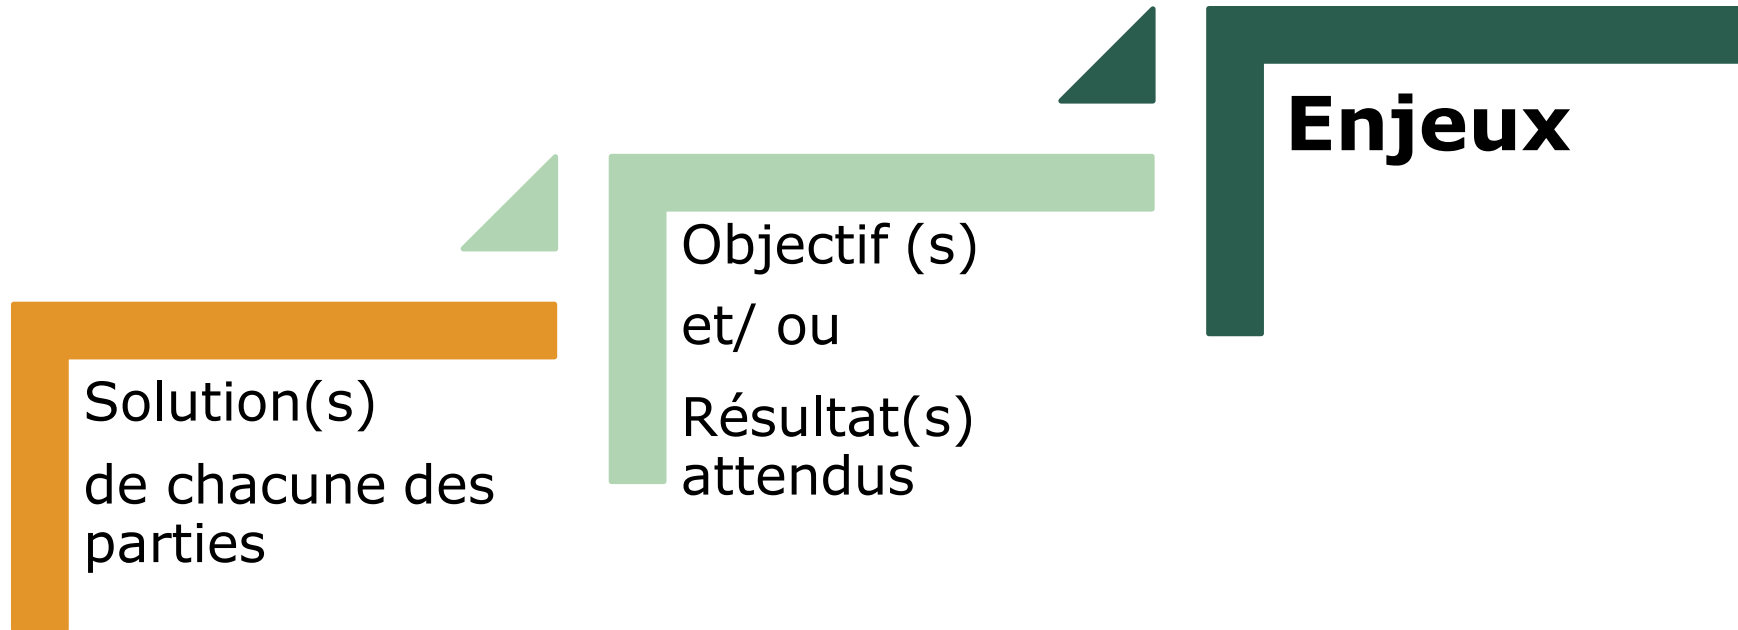 Solution(s)
de chacune des
parties
Objectif (s)
et/ ou
Résultat(s)
attendus
Enjeux